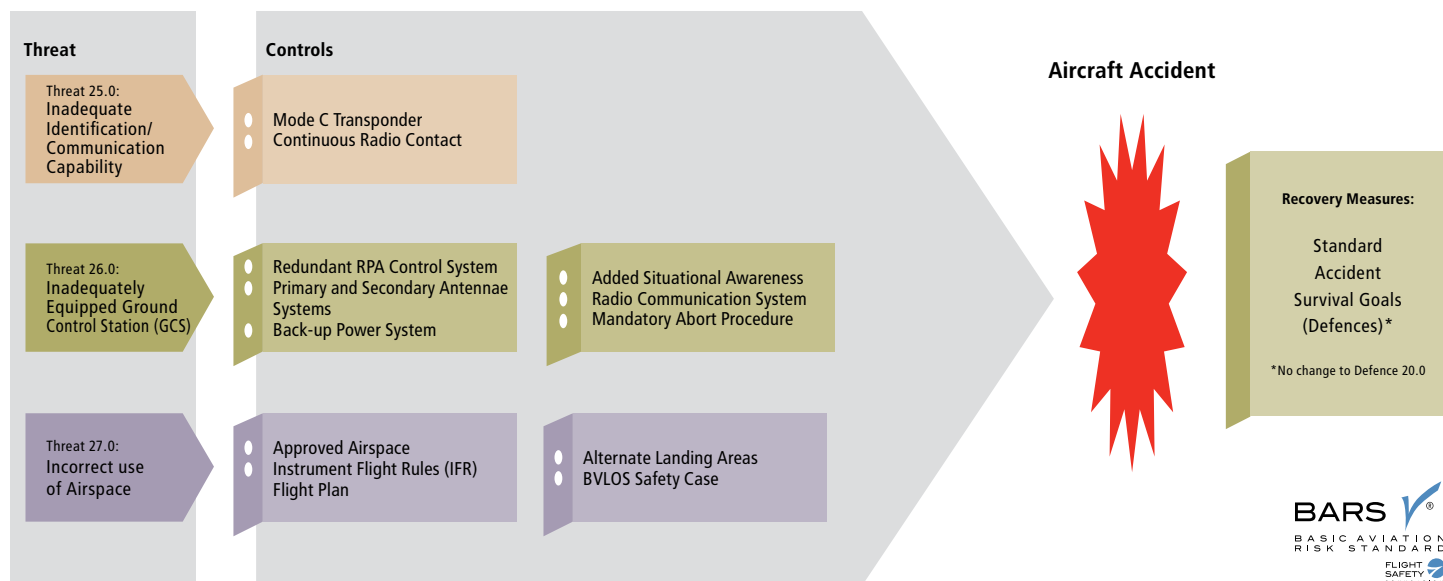 Threat
Controls
Aircraft Accident
Threat 25.0:
Inadequate
Identification/
Communication
Capability
Mode C Transponder
Continuous Radio Contact
Threat 26.0:
Inadequately
Equipped Ground
Control Station (GCS)
Redundant RPA Control System
Primary and Secondary Antennae
Systems
Back-up Power System
Added Situational Awareness
Radio Communication System
Mandatory Abort Procedure
Threat 27.0:
Incorrect use
of Airspace
Approved Airspace
Instrument Flight Rules (IFR)
Flight Plan
Alternate Landing Areas
BVLOS Safety Case
Recovery Measures:
Standard
Accident
Survival Goals
(Defences)*
*No change to Defence 20.0
BARS ®
BASIC AVIATION
RISK STANDARD
FLIGHT
SAFETY